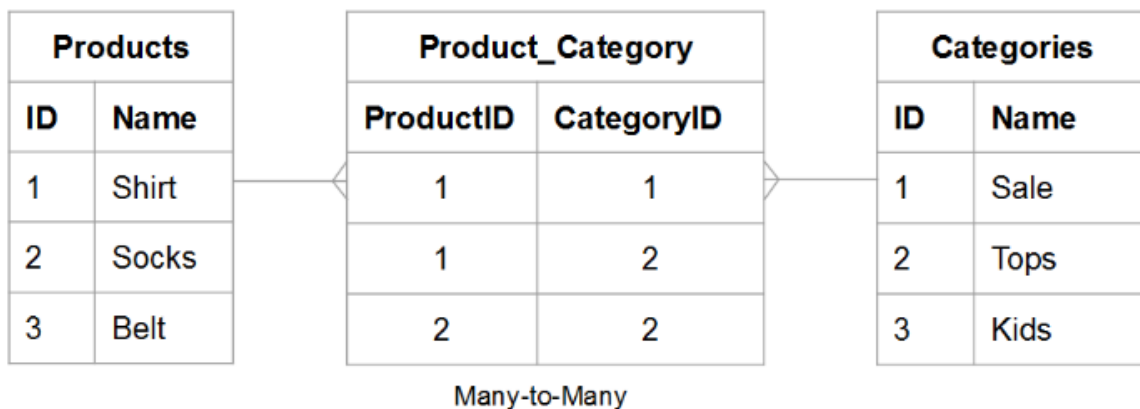 Products
ID Name
1 Shirt
2 Socks
3 Belt
Product_Category
ProductID CategoryID
1 1
1 2
2 2
Categories
ID Name
1 Sale
2 Tops
3 Kids
Many-to-Many